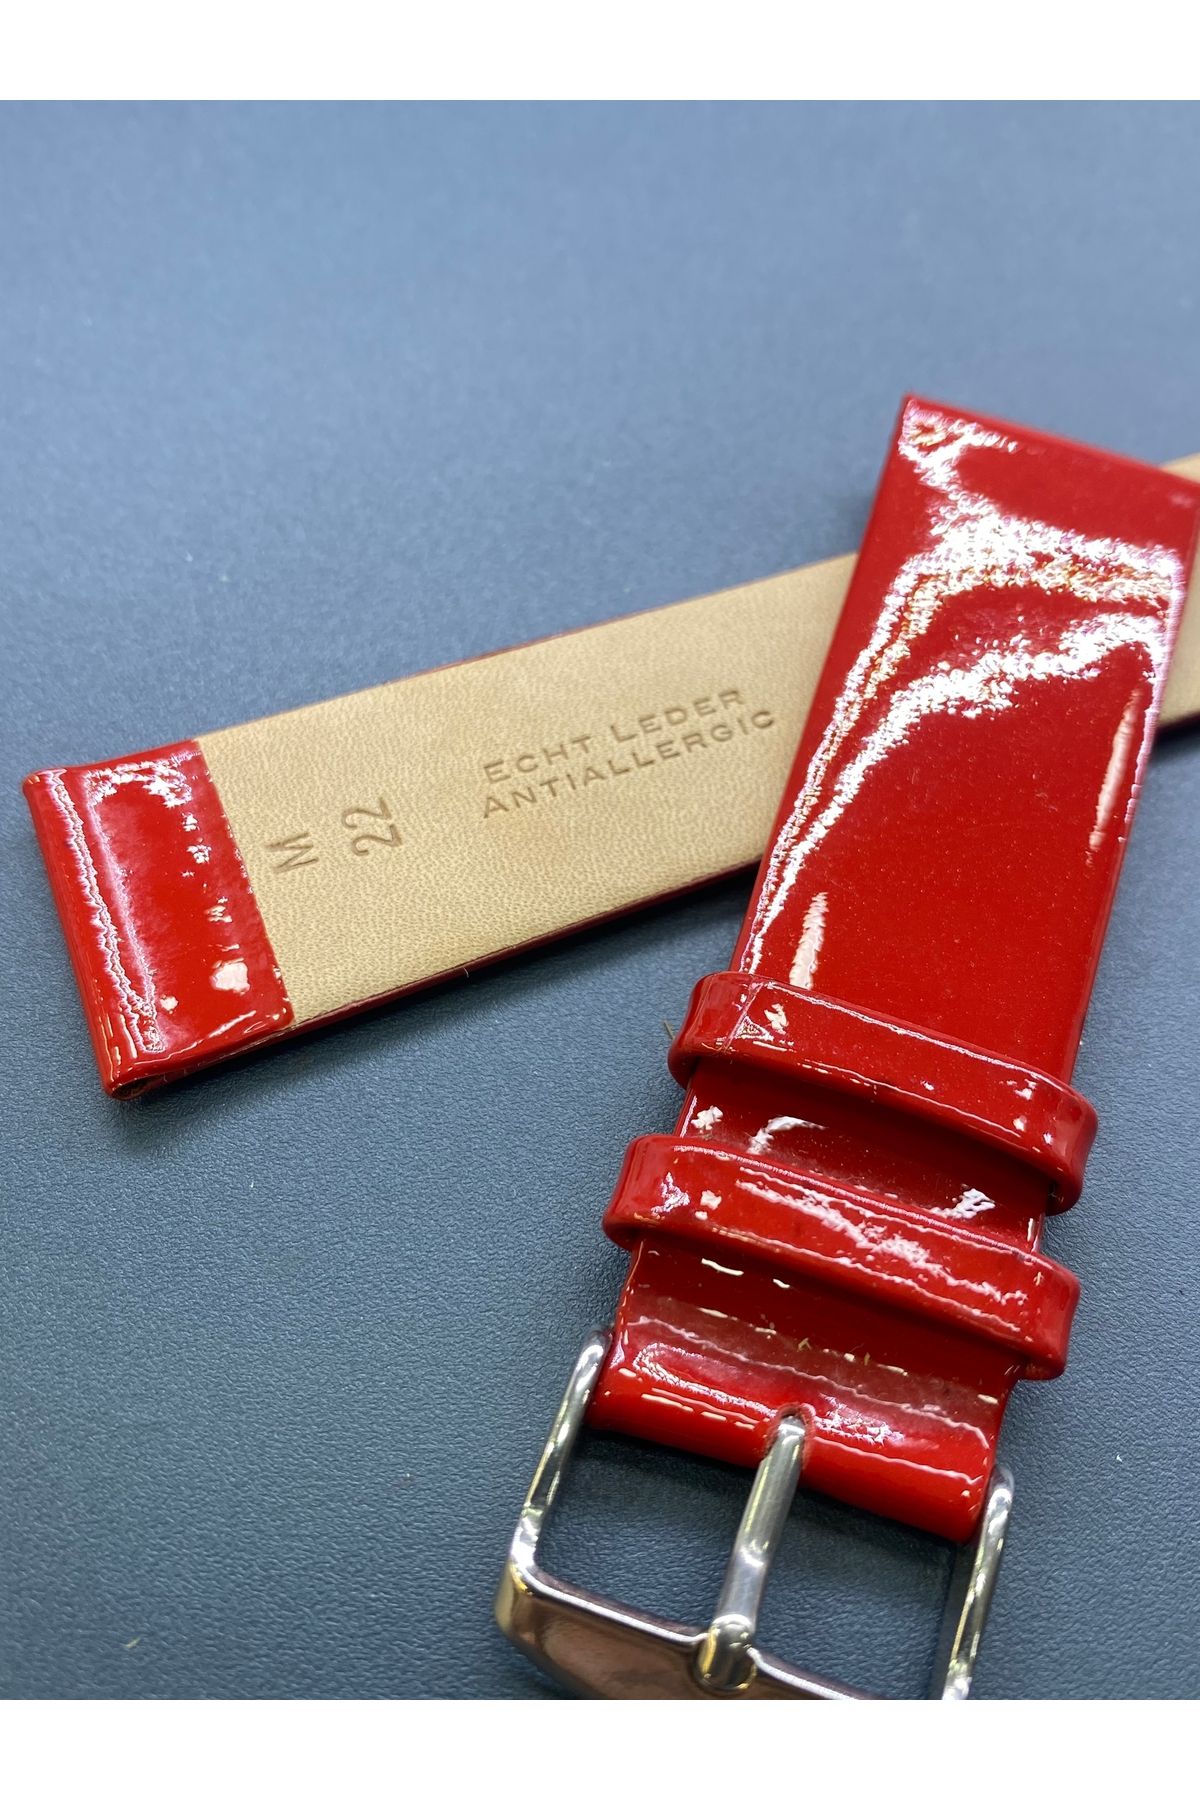 M
22
ECHT LEDER
ANTIALLERGIC